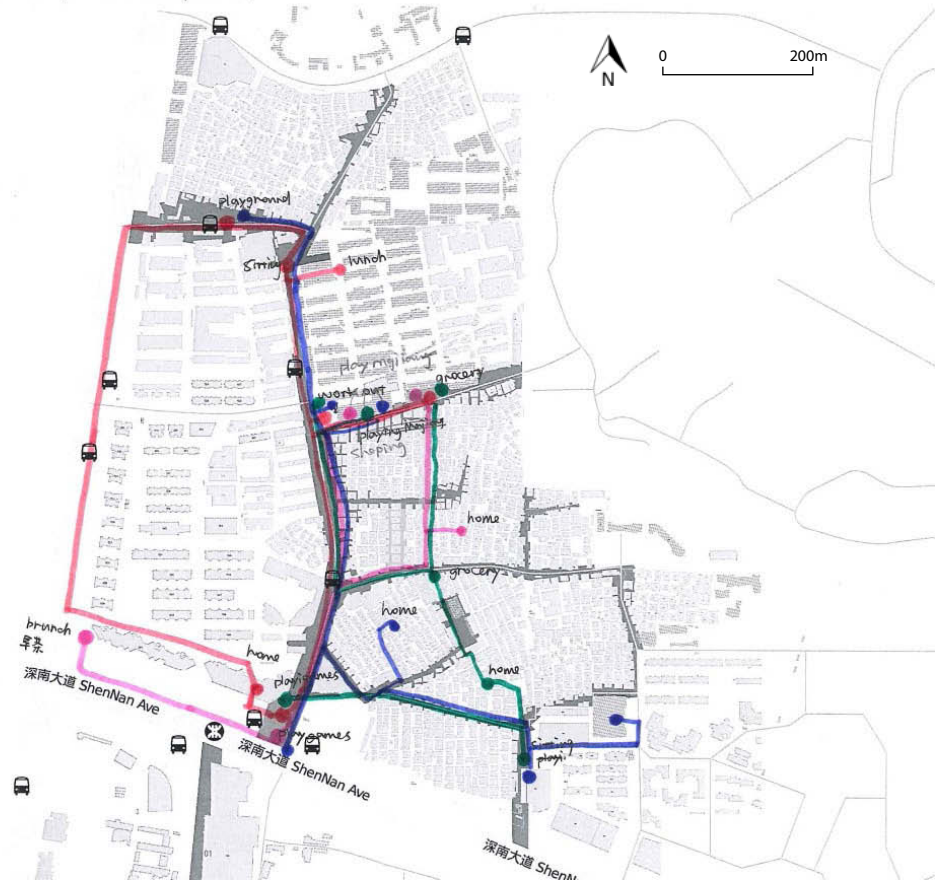 0 200m
N
playground
Sitting
lunch
play Majiang
grocery
work out
playing Majiang
shoping
home
grocery
home
brunch
早茶
home
home
play games
深南大道 ShenNan Ave
play games
深南大道 ShenNan Ave
sitting
01
深南大道 ShenN